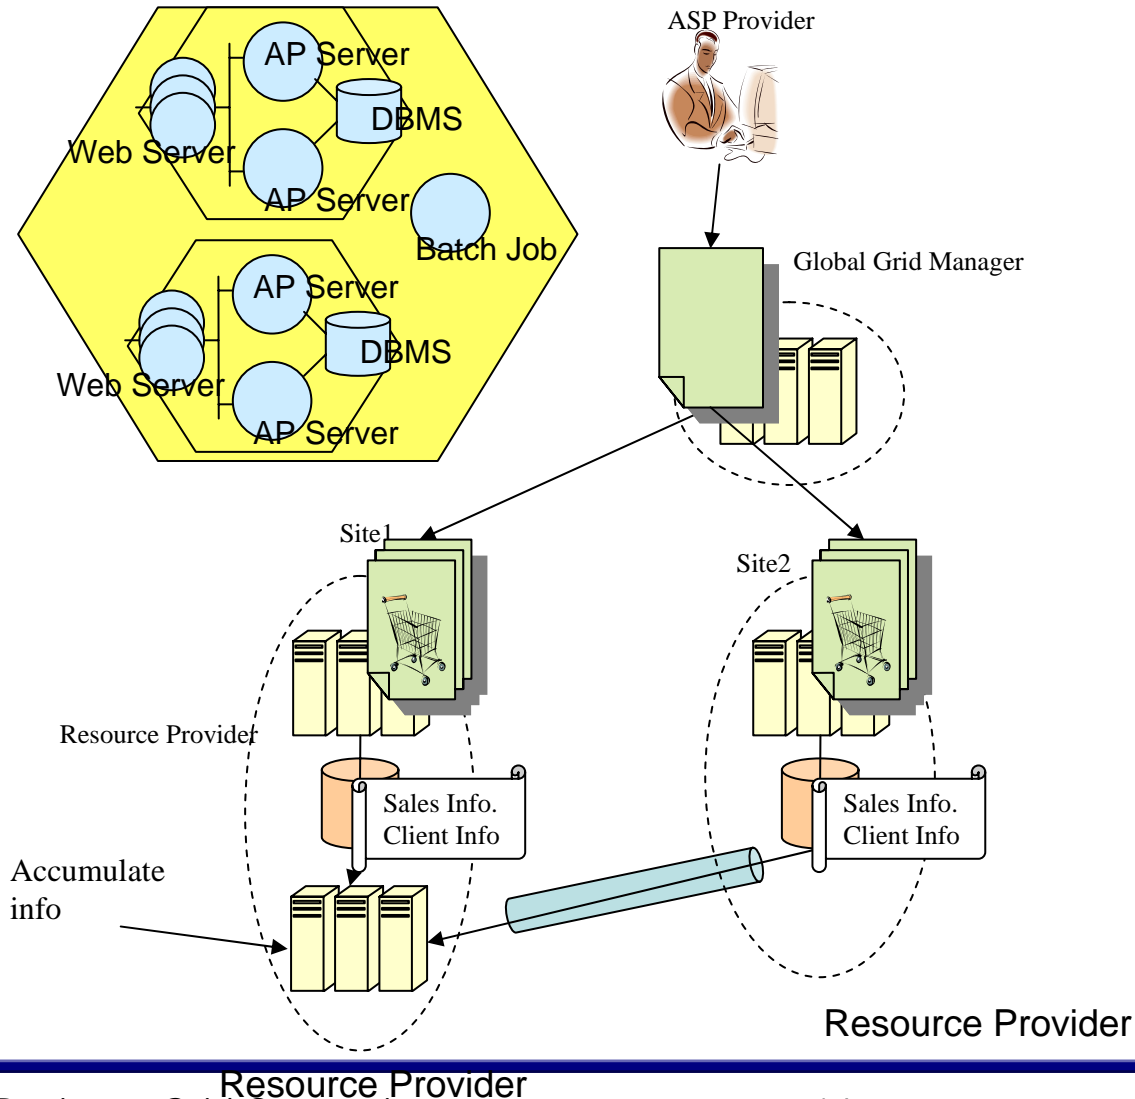 ASP Provider
AP Server
DBMS
Web Server
AP Server
Batch Job
Global Grid Manager
AP Server
DBMS
Web Server
AP Server
Site1
Site2
Resource Provider
Sales Info.
Client Info
Sales Info.
Client Info
Accumulate
info
Resource Provider
Resource Provider